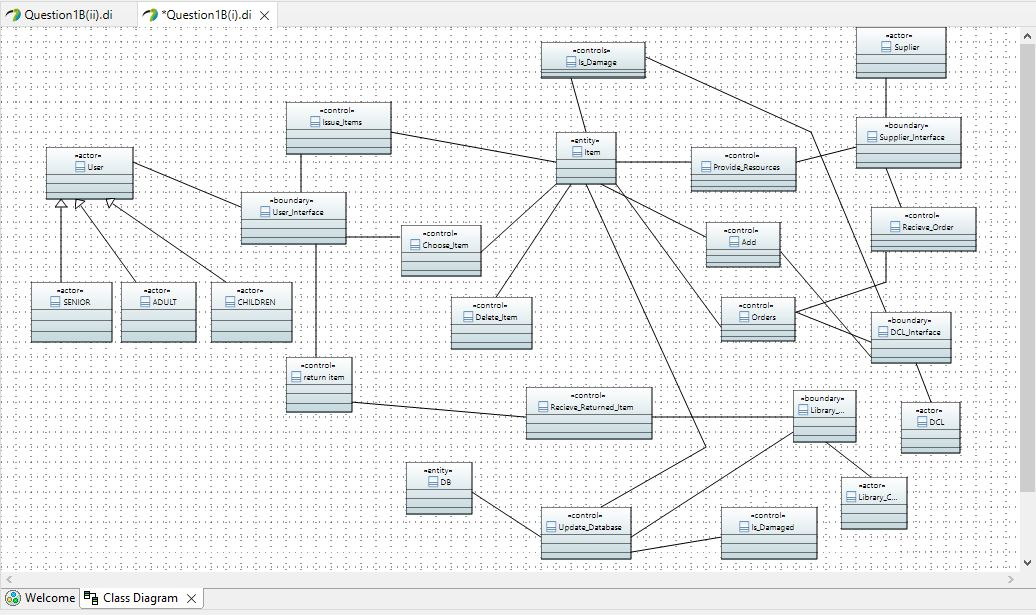 Question1B(ii).di
*Question1B(i).di
«actor»
Suplier
«controls»
Is_Damage
«control»
Issue_Items
«boundary»
Supplier_Interface
«entity»
Item
«actor»
User
«control»
Provide_Resources
«boundary»
User_Interface
«control»
Recieve_Order
«control»
Choose_Item
«control»
Add
«actor»
SENIOR
«actor»
ADULT
«actor»
CHILDREN
«control»
Delete_Item
«control»
Orders
«boundary»
DCL_Interface
«control»
return item
«control»
Recieve_Returned_Item
«boundary»
Library_...
«actor»
DCL
«entity»
DB
«actor»
Library_C...
«control»
Update_Database
«control»
Is_Damaged
Welcome
Class Diagram